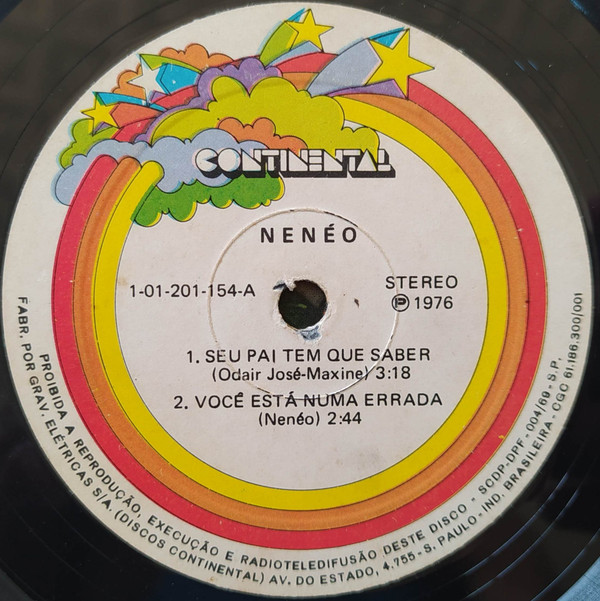 CONTINENTAL
NENÉO
1-01-201-154-A
STEREO
℗ 1976
1. SEU PAI TEM QUE SABER
(Odair José-Maxine) 3:18
2. VOCÊ ESTÁ NUMA ERRADA
(Nenéo) 2:44
PROIBIDA A REPRODUÇÃO, EXECUÇÃO E RADIOTELEDIFUSÃO DESTE DISCO - SCDP-DPF - 004/69 - S.P.
FABR. POR GRAV. ELÉTRICAS S/A. (DISCOS CONTINENTAL) AV. DO ESTADO, 4.755 - S. PAULO - IND. BRASILEIRA - CGC 61.186.300/001